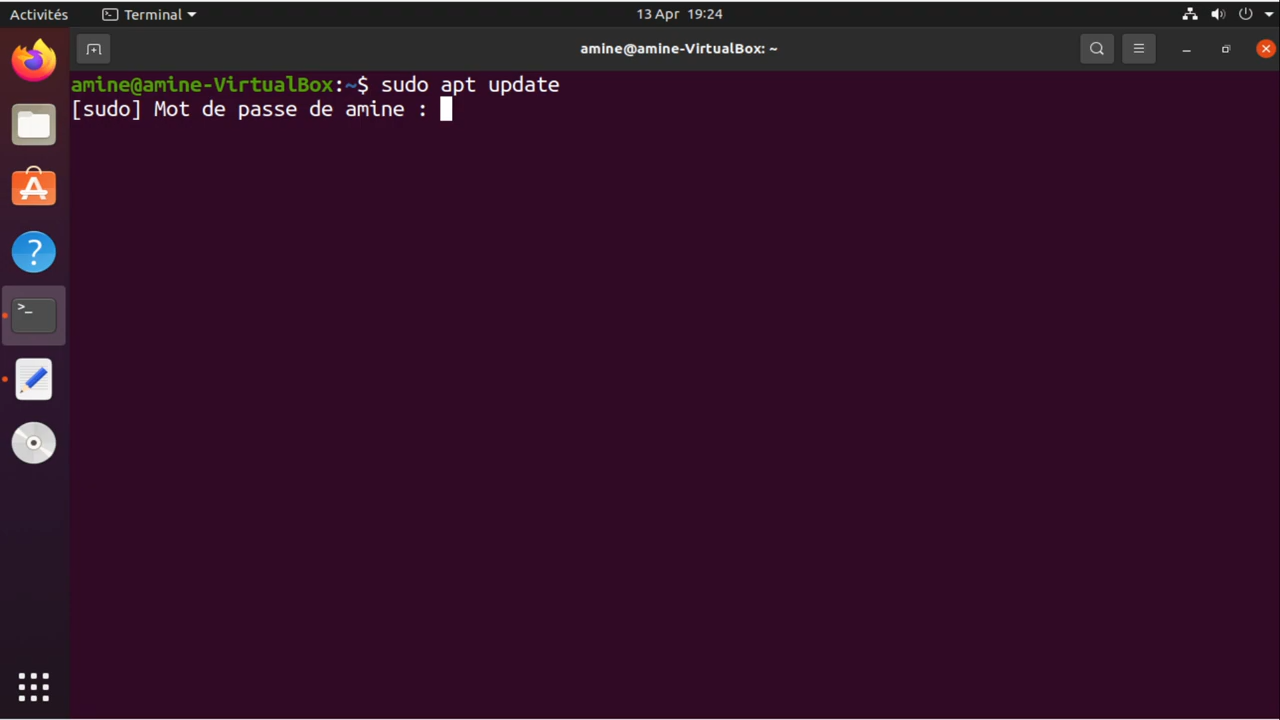 Activités
Terminal
13 Apr 19:24
amine@amine-VirtualBox: ~
amine@amine-VirtualBox:~$ sudo apt update
[sudo] Mot de passe de amine :